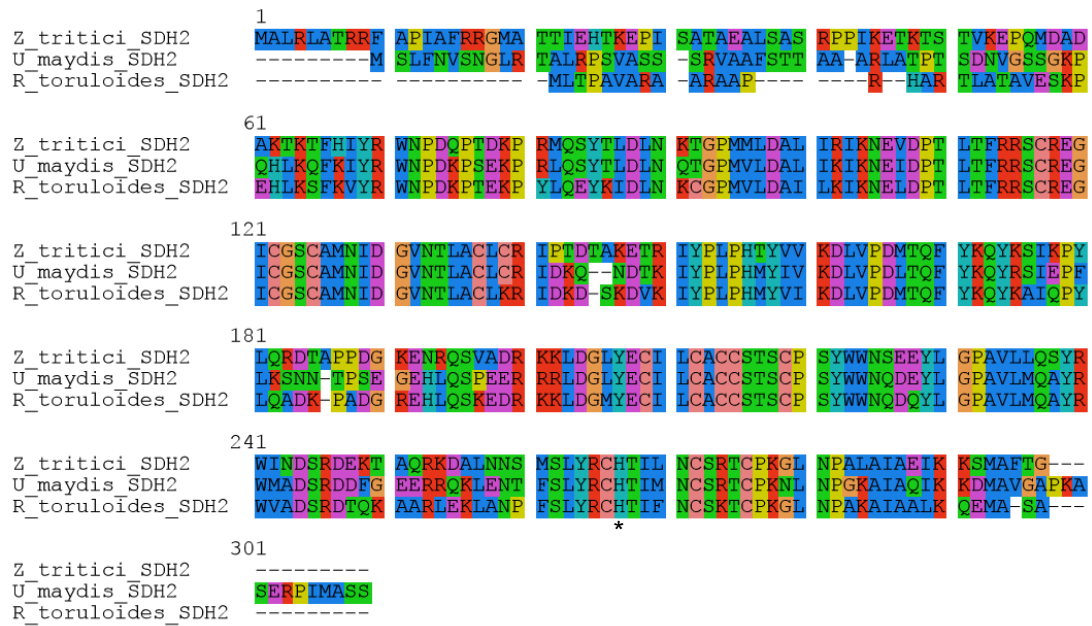 1
Z_tritici_SDH2 MALRLATRRF APIAFRRGMA TTIEHTKEPI SATAEALSAS RPPIKETKTS TVKEPQMDAD
U_maydis_SDH2 ---------M SLFNVSNGLR TALRPSVASS -SRVAAFSTT AA-ARLATPT SDNVGSSGKP
R_toruloides_SDH2 ---------- ---------- -MLTPAVARA -ARAAP---- ----R--HAR TLATAVESKP
61
Z_tritici_SDH2 AKTKTFHIYR WNPDQPTDKP RMQSYTLDLN KTGPMMLDAL IRIKNEVDPT LTFRRSCREG
U_maydis_SDH2 QHLKQFKIYR WNPDKPSEKP RLQSYTLDLN QTGPMVLDAL IKIKNEIDPT LTFRRSCREG
R_toruloides_SDH2 EHLKSFKVYR WNPDKPTEKP YLQEYKIDLN KCGPMVLDAI LKIKNELDPT LTFRRSCREG
121
Z_tritici_SDH2 ICGSCAMNID GVNTLACLCR IPTDTAKETR IYPLPHTYVV KDLVPDMTQF YKQYKSIKPY
U_maydis_SDH2 ICGSCAMNID GVNTLACLCR IDKQ--NDTK IYPLPHMYIV KDLVPDLTQF YKQYRSIEPF
R_toruloides_SDH2 ICGSCAMNID GVNTLACLKR IDKD-SKDVK IYPLPHMYVI KDLVPDMTQF YKQYKAIQPY
181
Z_tritici_SDH2 LQRDTAPPDG KENRQSVADR KKLDGLYECI LCACCSTSCP SYWWNSEEYL GPAVLLQSYR
U_maydis_SDH2 LKSNN-TPSE GEHLQSPEER RRLDGLYECI LCACCSTSCP SYWWNQDEYL GPAVLMQAYR
R_toruloides_SDH2 LQADK-PADG REHLQSKEDR KKLDGMYECI LCACCSTSCP SYWWNQDQYL GPAVLMQAYR
241
Z_tritici_SDH2 WINDSRDEKT AQRKDALNNS MSLYRCHTIL NCSRTCPKGL NPALAIAEIK KSMAFTG---
U_maydis_SDH2 WMADSRDDFG EERRQKLENT FSLYRCHTIM NCSRTCPKNL NPGKAIAQIK KDMAVGAPKA
R_toruloides_SDH2 WVADSRDTQK AARLEKLANP FSLYRCHTIF NCSKTCPKGL NPAKAIAALK QEMA-SA---
*
301
Z_tritici_SDH2 ----------
U_maydis_SDH2 SERPIMASS
R_toruloides_SDH2 ----------